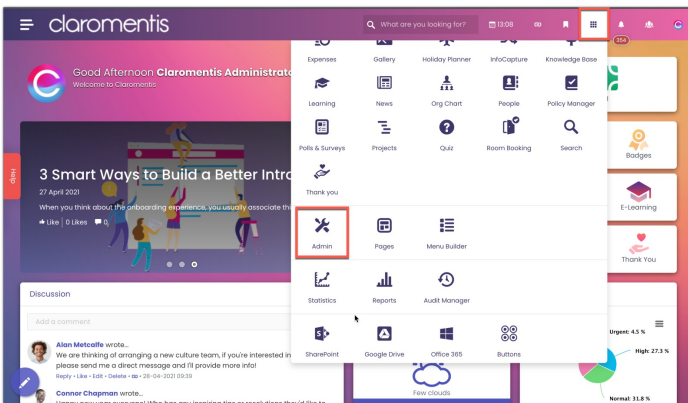 claromentis
What are you looking for?
13:08
354
Good Afternoon Claromentis Administrato
Welcome to Claromentis
Expenses
Gallery
Holiday Planner
InfoCapture
Knowledge Base
Learning
News
Org Chart
People
Policy Manager
Polls & Surveys
Projects
Quiz
Room Booking
Search
Thank you
Admin
Pages
Menu Builder
Statistics
Reports
Audit Manager
SharePoint
Google Drive
Office 365
Buttons
Help
3 Smart Ways to Build a Better Intra
27 April 2021
When you think about the onboarding experience, you usually associate thi
Like | 0 Likes 0
Badges
E-Learning
Thank You
Discussion
Add a comment
Alan Metcalfe wrote...
We are thinking of arranging a new culture team, if you're interested in
please send me a direct message and I'll provide more info!
Reply • Like • Edit • Delete • 28-04-2021 09:39
Connor Chapman wrote...
Few clouds
Urgent: 4.5 %
High: 27.3 %
Normal: 31.8 %